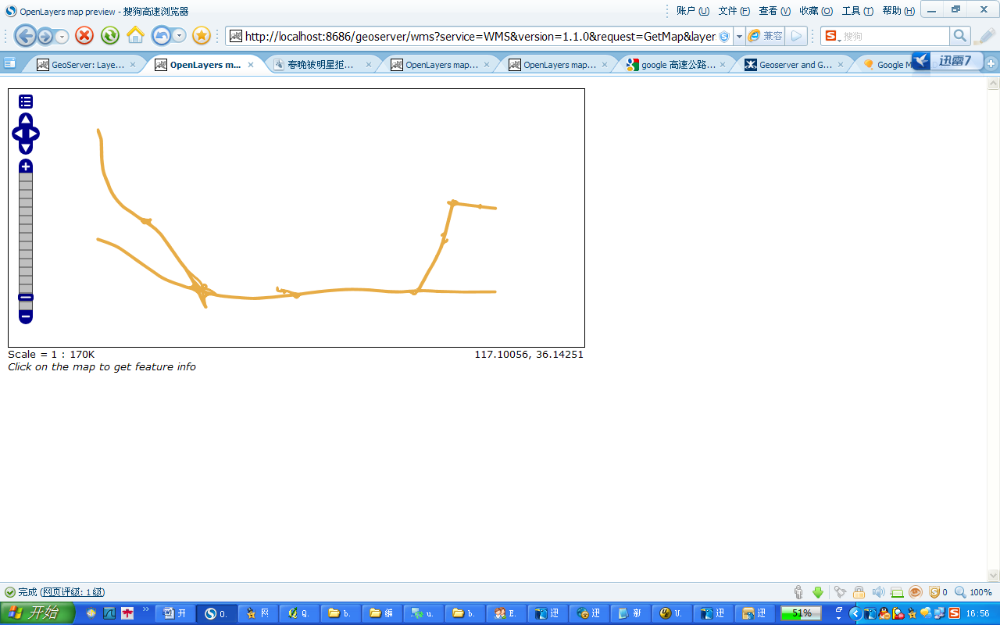 OpenLayers map preview - 搜狗高速浏览器
账户 (U) 文件 (F) 查看 (V) 收藏 (O) 工具 (T) 帮助 (H)
http://localhost:8686/geoserver/wms?service=WMS&version=1.1.0&request=GetMap&layer 兼容 搜狗
GeoServer: Laye... OpenLayers m... 春晚被明星拒... OpenLayers map... OpenLayers map... google 高速公路... Geoserver and G... Google M 迅雷7
Scale = 1 : 170K 117.10056, 36.14251
Click on the map to get feature info
完成 (网页评级: 1级) 0 100%
开始 开 O. 网 Q. b. 编 u. b. E. 迅 迅 新 U. 迅 迅 51% 16:56